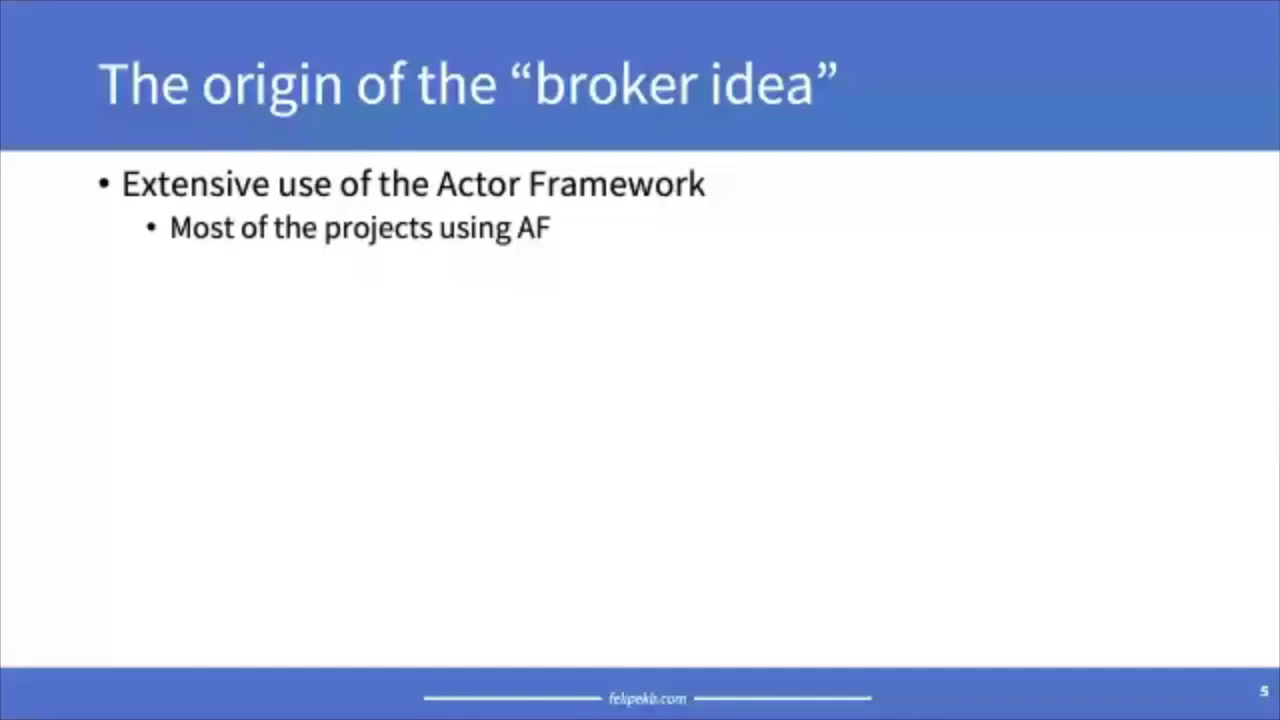 The origin of the “broker idea”
• Extensive use of the Actor Framework
• Most of the projects using AF
felipekb.com
5